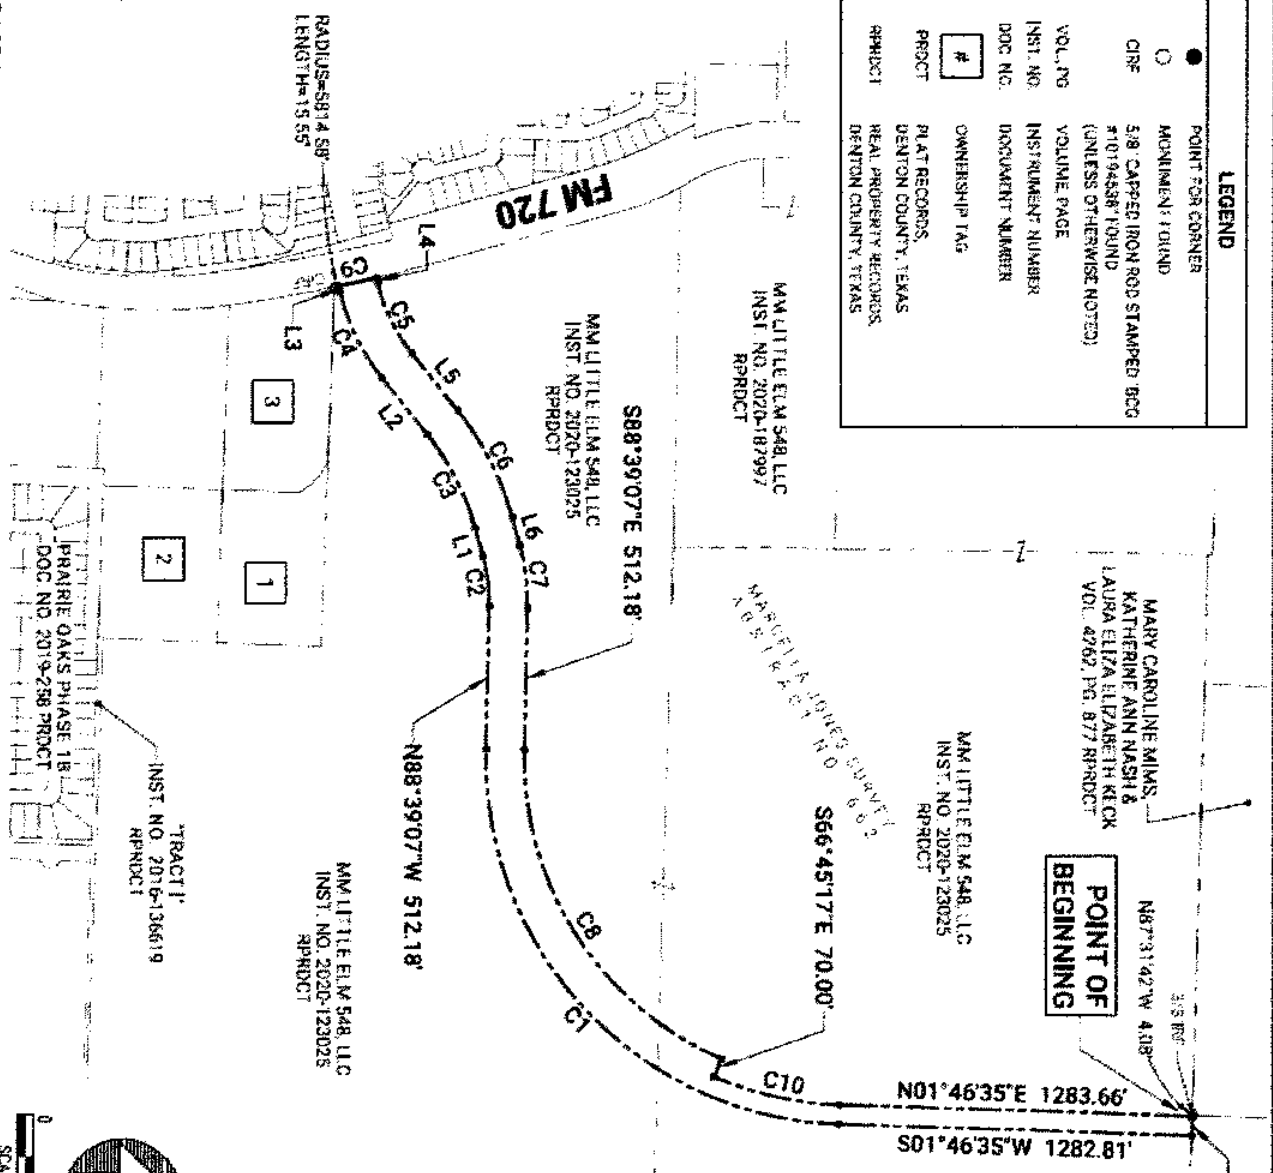 LEGEND
POINT FOR CORNER
MONUMENT FOUND
CIRF
5/8" CAPPED IRON ROD STAMPED "BCG
#10194538" FOUND
(UNLESS OTHERWISE NOTED)
VOL., PG
VOLUME, PAGE
INST. NO.
INSTRUMENT NUMBER
DOC. NO.
DOCUMENT NUMBER
#
OWNERSHIP TAG
PRDCT
PLAT RECORDS,
DENTON COUNTY, TEXAS
RPRDCT
REAL PROPERTY RECORDS,
DENTON COUNTY, TEXAS
RADIUS=5814.58'
LENGTH=15.55'
FM 720
L4
C9
L3
C5
C4
L5
L2
C6
C3
L6
L1
C7
C2
3
2
1
MM LITTLE ELM 548, LLC
INST. NO. 2020-187997
RPRDCT
MM LITTLE ELM 548, LLC
INST. NO. 2020-123025
RPRDCT
S88°39'07"E 512.18'
N88°39'07"W 512.18'
MARCELLA JONES SURVEY
ABSTRACT NO. 662
MARY CAROLINE MIMS,
KATHERINE ANN NASH &
LAURA ELIZA ELIZABETH KECK
VOL. 4262, PG. 877 RPRDCT
MM LITTLE ELM 548, LLC
INST. NO. 2020-123025
RPRDCT
POINT OF
BEGINNING
N87°31'42"W 4.08'
S66°45'17"E 70.00'
C8
C1
C10
N01°46'35"E 1283.66'
S01°46'35"W 1282.81'
PRAIRIE OAKS PHASE 1B
DOC. NO. 2019-258 PRDCT
"TRACT I"
INST. NO. 2016-136619
RPRDCT
MM LITTLE ELM 548, LLC
INST. NO. 2020-123025
RPRDCT
0